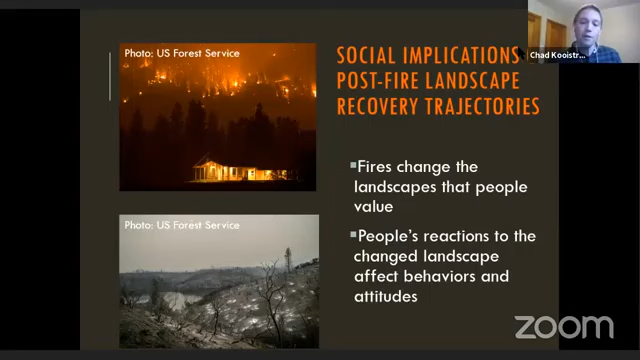 Photo: US Forest Service
SOCIAL IMPLICATIONS
POST-FIRE LANDSCAPE
RECOVERY TRAJECTORIES
Chad Kooistr...
Fires change the
landscapes that people
value
Photo: US Forest Service
People's reactions to the
changed landscape
affect behaviors and
attitudes
zoom